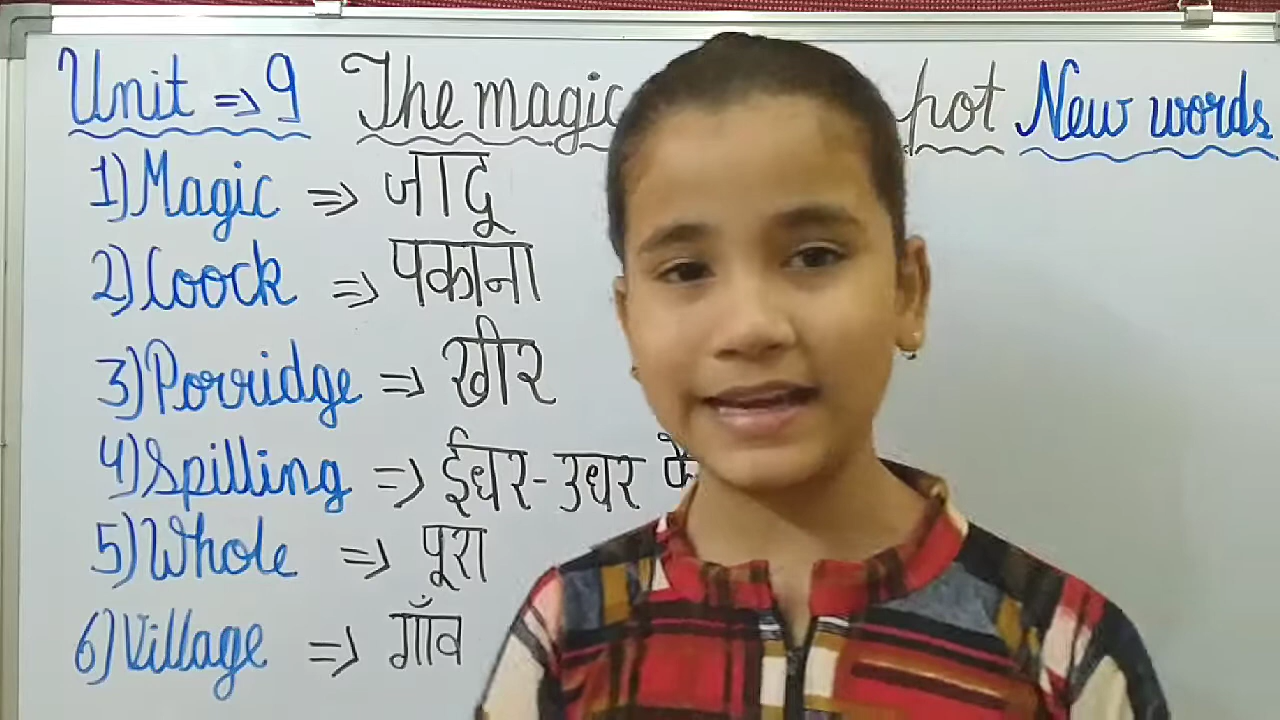 Unit => 9 The magic pot New words
1) Magic => जादू
2) Coock => पकाना
3) Porridge => खीर
4) Spilling => ईधर-उधर
5) Whole => पूरा
6) Village => गाँव